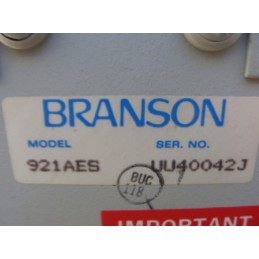 BRANSON
MODEL SER. NO.
921AES UU40042J
BUC
118
IMPORTANT